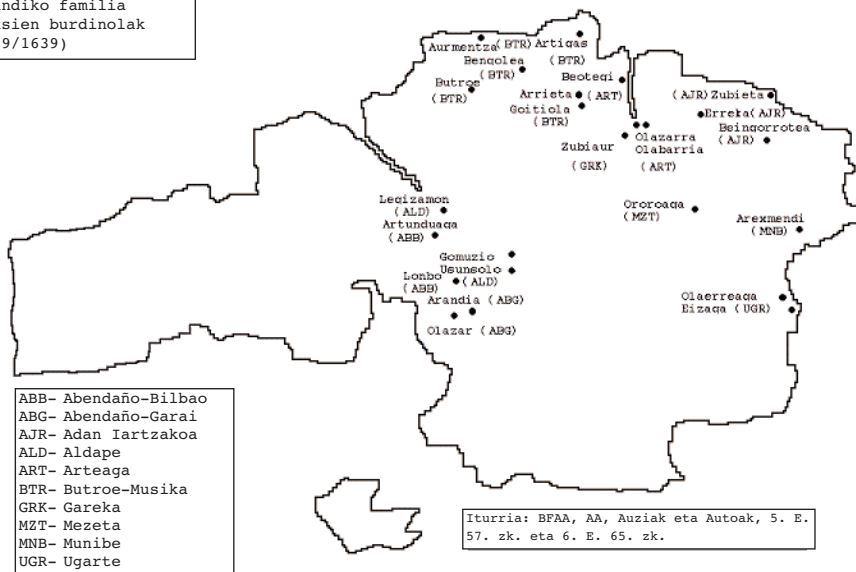 andiko familia
sien burdinolak
9/1639)
Aurmentza (BTR) Artigas
(BTR)
Bengolea
(BTR)
Butroe
(BTR)
Beotegi
(ART)
Arrieta
Goitiola
(BTR)
(AJR) Zubieta
Erreka (AJR)
Beingorrotea
(AJR)
Zubiaur
(GRK)
Olazarra
Olabarria
(ART)
Legizamon
(ALD)
Artunduaga
(ABB)
Ororoaga
(MZT)
Arexmendi
(MNB)
Gomuzio
Usunsolo
(ALD)
Lonbo
(ABB)
Arandia (ABG)
Olazar (ABG)
Olaerreaga
Eizaga (UGR)
ABB- Abendaño-Bilbao
ABG- Abendaño-Garai
AJR- Adan Iartzakoa
ALD- Aldape
ART- Arteaga
BTR- Butroe-Musika
GRK- Gareka
MZT- Mezeta
MNB- Munibe
UGR- Ugarte
Iturria: BFAA, AA, Auziak eta Autoak, 5. E.
57. zk. eta 6. E. 65. zk.